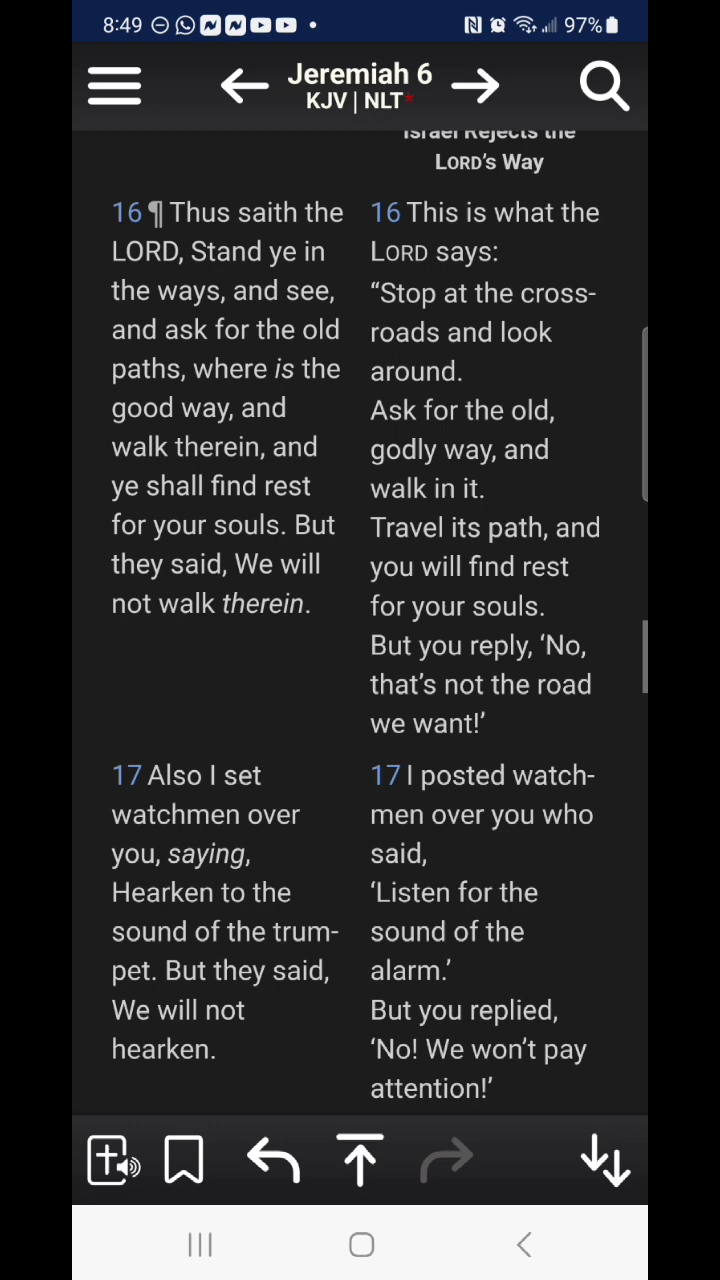 8:49 97%
Jeremiah 6
KJV | NLT*
Israel Rejects the
LORD's Way
16 ¶ Thus saith the
LORD, Stand ye in
the ways, and see,
and ask for the old
paths, where is the
good way, and
walk therein, and
ye shall find rest
for your souls. But
they said, We will
not walk therein.
16 This is what the
LORD says:
“Stop at the cross-
roads and look
around.
Ask for the old,
godly way, and
walk in it.
Travel its path, and
you will find rest
for your souls.
But you reply, ‘No,
that’s not the road
we want!’
17 Also I set
watchmen over
you, saying,
Hearken to the
sound of the trum-
pet. But they said,
We will not
hearken.
17 I posted watch-
men over you who
said,
‘Listen for the
sound of the
alarm.’
But you replied,
‘No! We won’t pay
attention!’